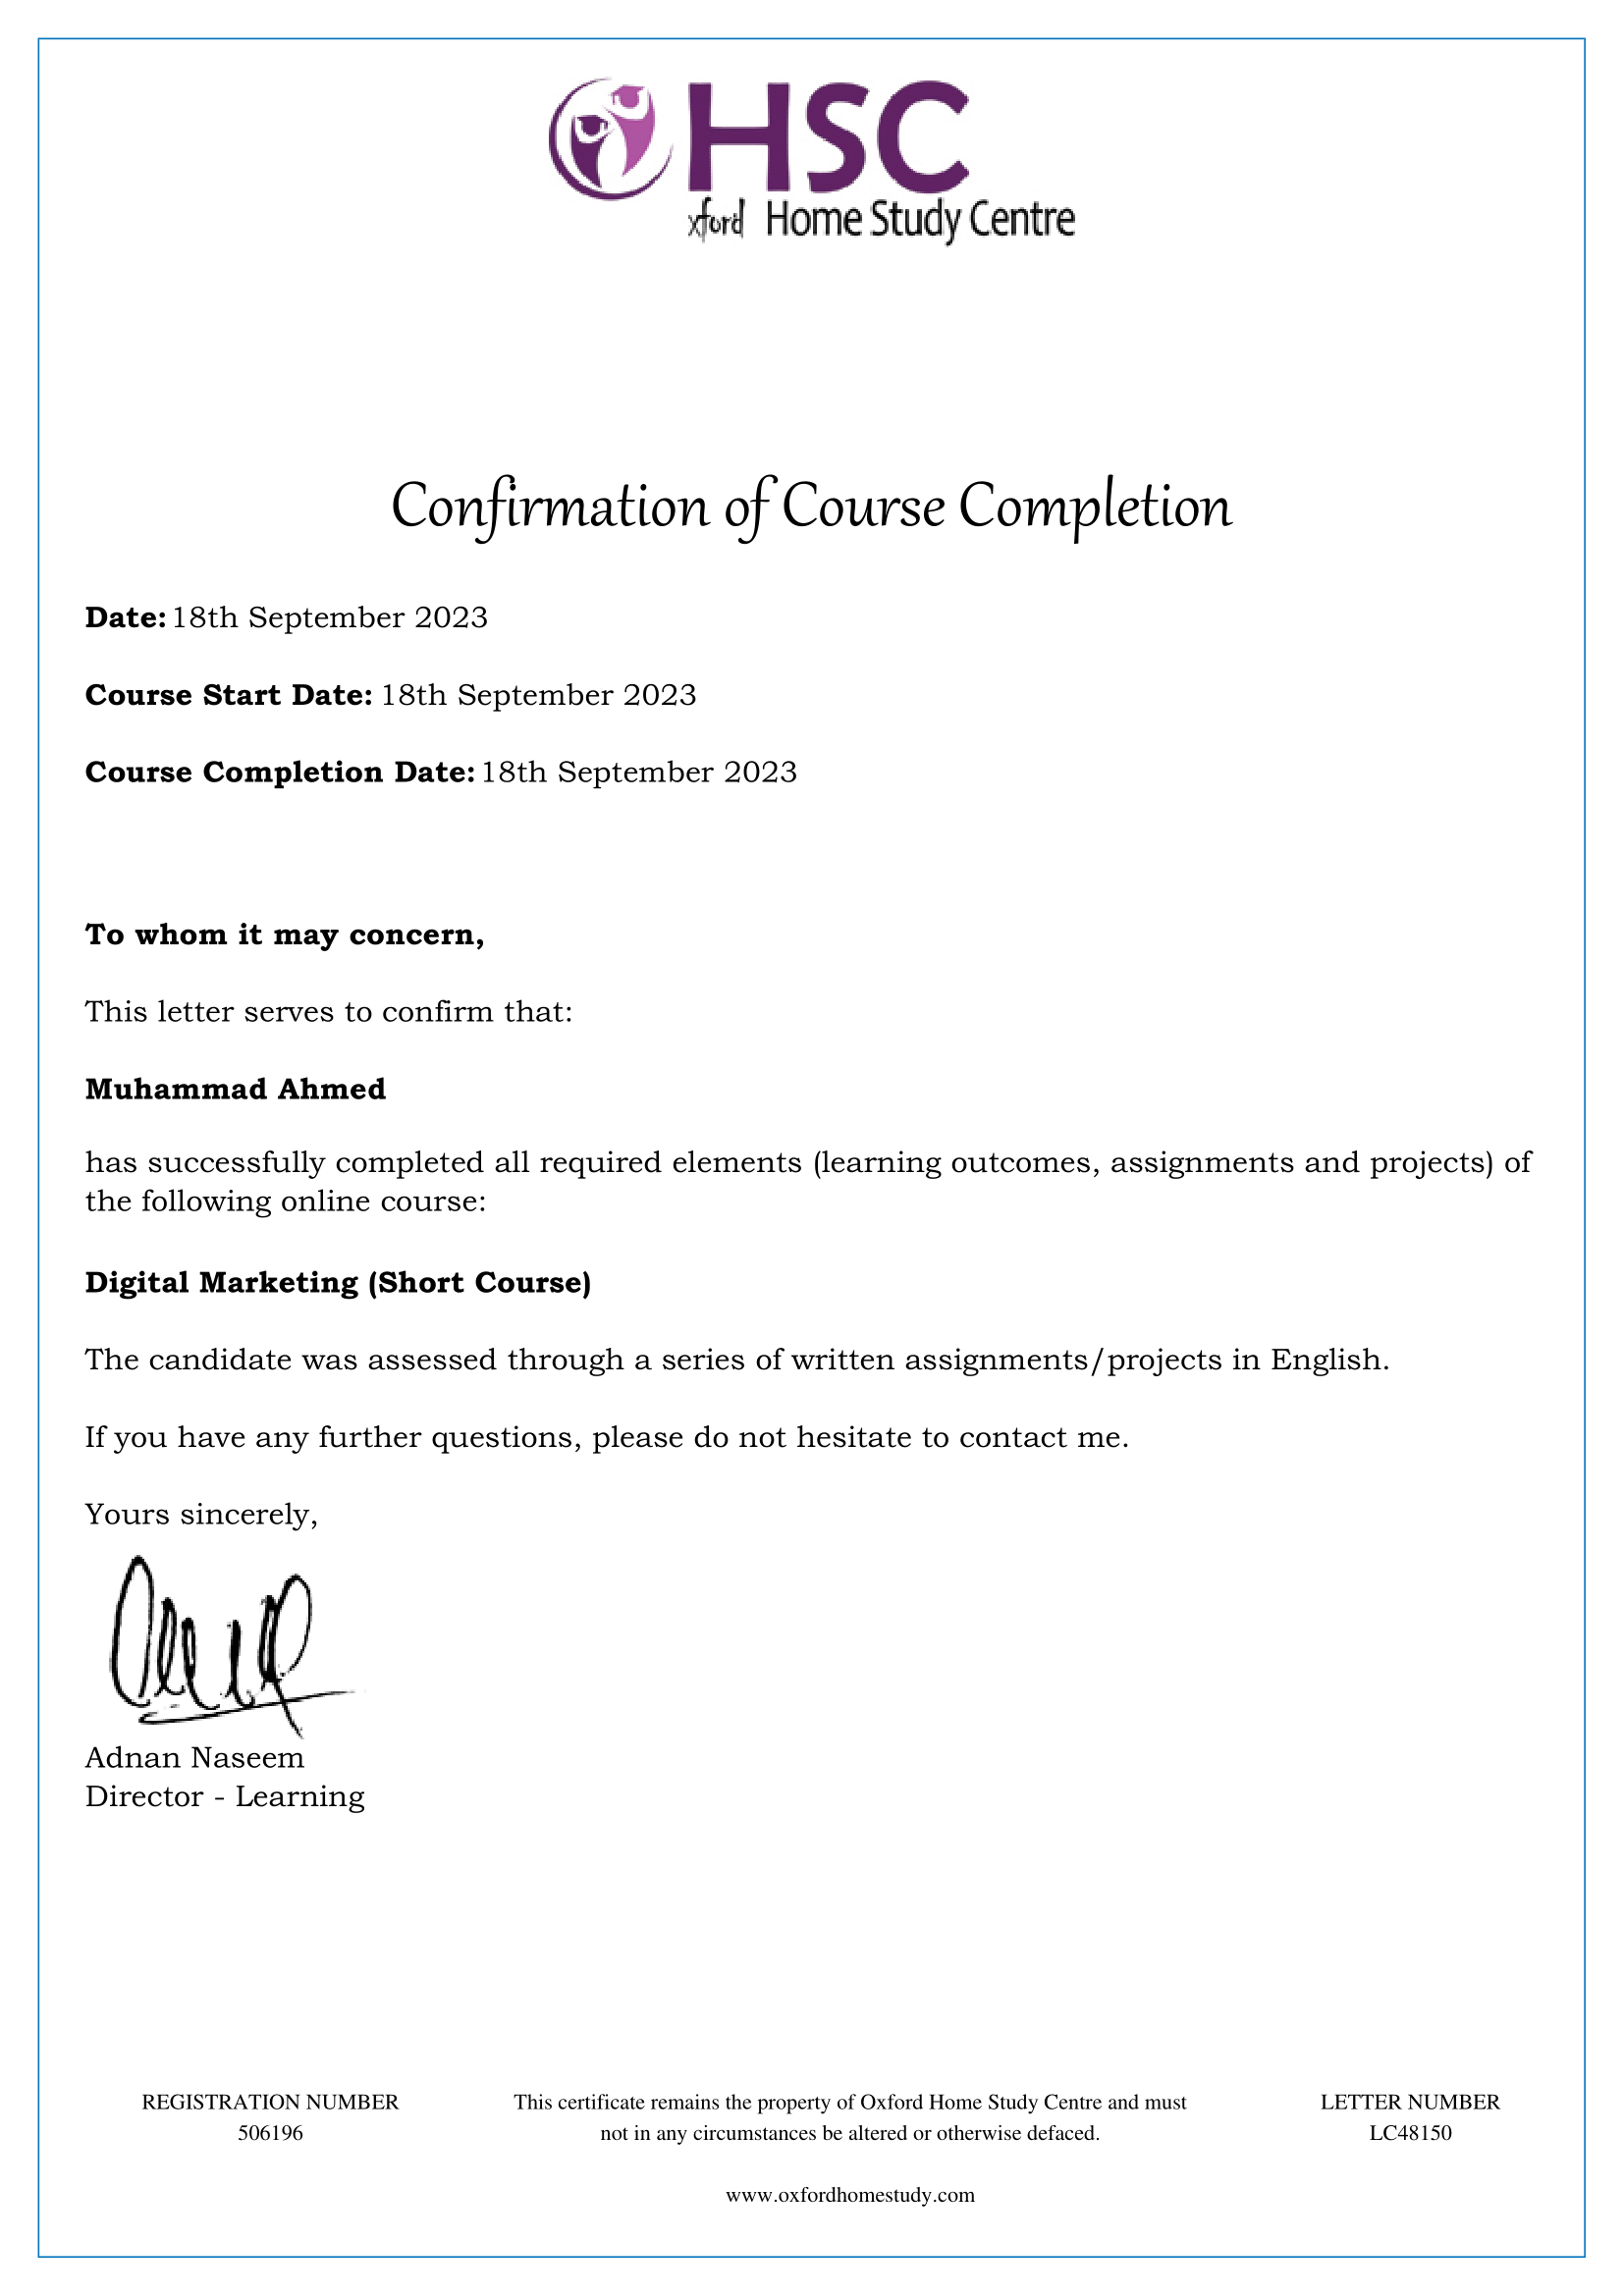 HSC
xford Home Study Centre
Confirmation of Course Completion
Date: 18th September 2023
Course Start Date: 18th September 2023
Course Completion Date: 18th September 2023
To whom it may concern,
This letter serves to confirm that:
Muhammad Ahmed
has successfully completed all required elements (learning outcomes, assignments and projects) of
the following online course:
Digital Marketing (Short Course)
The candidate was assessed through a series of written assignments/projects in English.
If you have any further questions, please do not hesitate to contact me.
Yours sincerely,
Adnan Naseem
Director - Learning
REGISTRATION NUMBER
506196
This certificate remains the property of Oxford Home Study Centre and must
not in any circumstances be altered or otherwise defaced.
www.oxfordhomestudy.com
LETTER NUMBER
LC48150